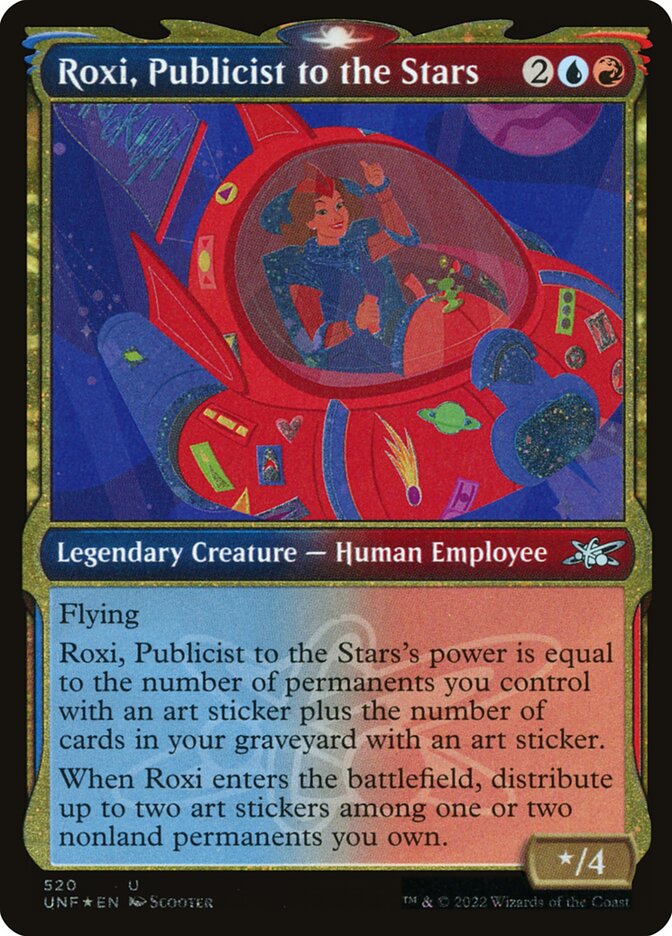 Roxi, Publicist to the Stars 2
Legendary Creature — Human Employee
Flying
Roxi, Publicist to the Stars's power is equal
to the number of permanents you control
with an art sticker plus the number of
cards in your graveyard with an art sticker.
When Roxi enters the battlefield, distribute
up to two art stickers among one or two
nonland permanents you own.
*/4
520 U
UNF★EN Scooter
™ & © 2022 Wizards of the Coast